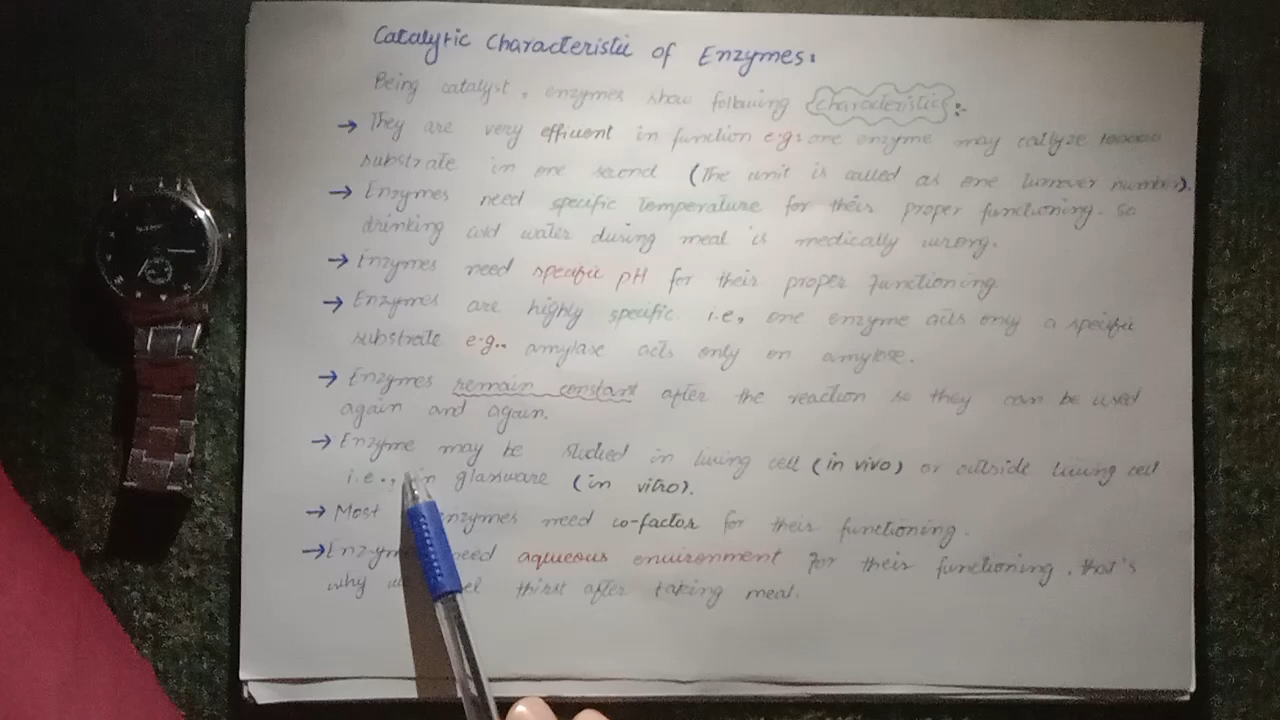 Catalytic Characteristic of Enzymes:
Being catalyst, enzymes show following characteristics:-
→ They are very efficient in function e.g: one enzyme may catlyze 100000
substrate in one second (The unit is called as one turnover number).
→ Enzymes need specific Temperature for their proper functioning. So
drinking cold water during meal is medically wrong.
→ Enzymes need specific pH for their proper functioning
→ Enzymes are highly specific i.e, one enzyme acts only a specific
substrate e.g.. amylase acts only on amylose.
→ Enzymes remain constant after the reaction so they can be used
again and again.
→ Enzyme may be studied in living cell (in vivo) or outside living cell
i.e., in glassware (in vitro).
→ Most enzymes need co-factor for their functioning.
→ need aqueous environment for their functioning. that's
why thirst after taking meal.